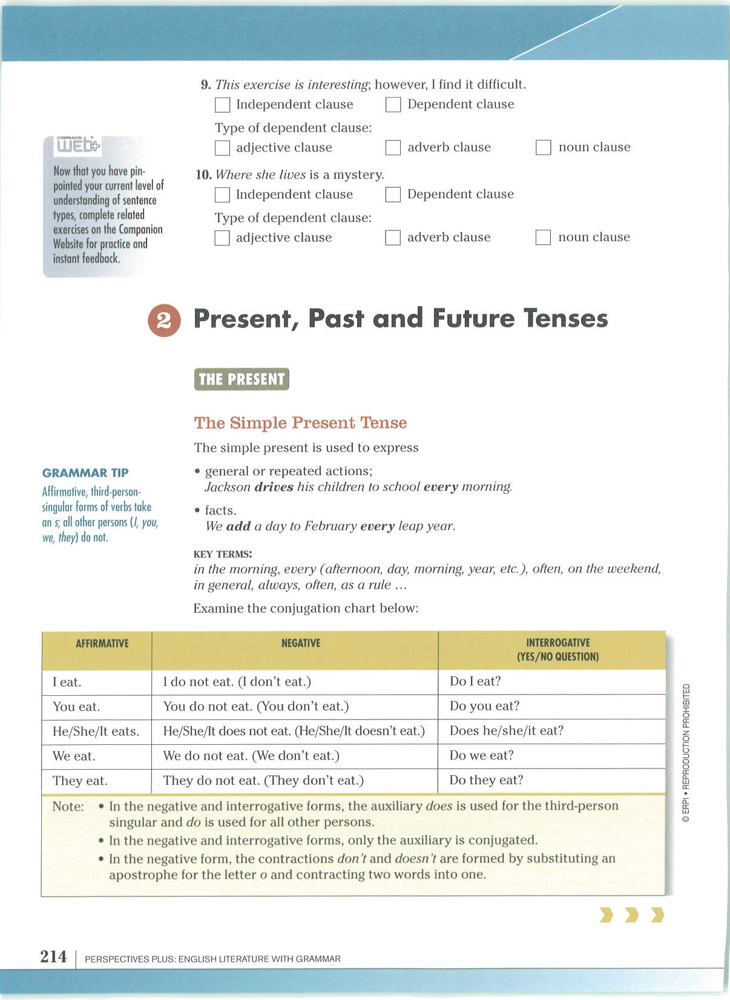 9. This exercise is interesting; however, I find it difficult.
Independent clause Dependent clause
Type of dependent clause:
adjective clause adverb clause noun clause
10. Where she lives is a mystery.
Independent clause Dependent clause
Type of dependent clause:
adjective clause adverb clause noun clause
COMPANION
WEB+
Now that you have pin-
pointed your current level of
understanding of sentence
types, complete related
exercises on the Companion
Website for practice and
instant feedback.
2 Present, Past and Future Tenses
THE PRESENT
The Simple Present Tense
The simple present is used to express
• general or repeated actions;
Jackson drives his children to school every morning.
• facts.
We add a day to February every leap year.
GRAMMAR TIP
Affirmative, third-person-
singular forms of verbs take
an s; all other persons (I, you,
we, they) do not.
KEY TERMS:
in the morning, every (afternoon, day, morning, year, etc.), often, on the weekend,
in general, always, often, as a rule ...
Examine the conjugation chart below:
AFFIRMATIVE NEGATIVE INTERROGATIVE
(YES/NO QUESTION)
I eat. I do not eat. (I don't eat.) Do I eat?
You eat. You do not eat. (You don't eat.) Do you eat?
He/She/It eats. He/She/It does not eat. (He/She/It doesn't eat.) Does he/she/it eat?
We eat. We do not eat. (We don't eat.) Do we eat?
They eat. They do not eat. (They don't eat.) Do they eat?
Note: • In the negative and interrogative forms, the auxiliary does is used for the third-person
singular and do is used for all other persons.
• In the negative and interrogative forms, only the auxiliary is conjugated.
• In the negative form, the contractions don't and doesn't are formed by substituting an
apostrophe for the letter o and contracting two words into one.
© ERPI • REPRODUCTION PROHIBITED
214 PERSPECTIVES PLUS: ENGLISH LITERATURE WITH GRAMMAR